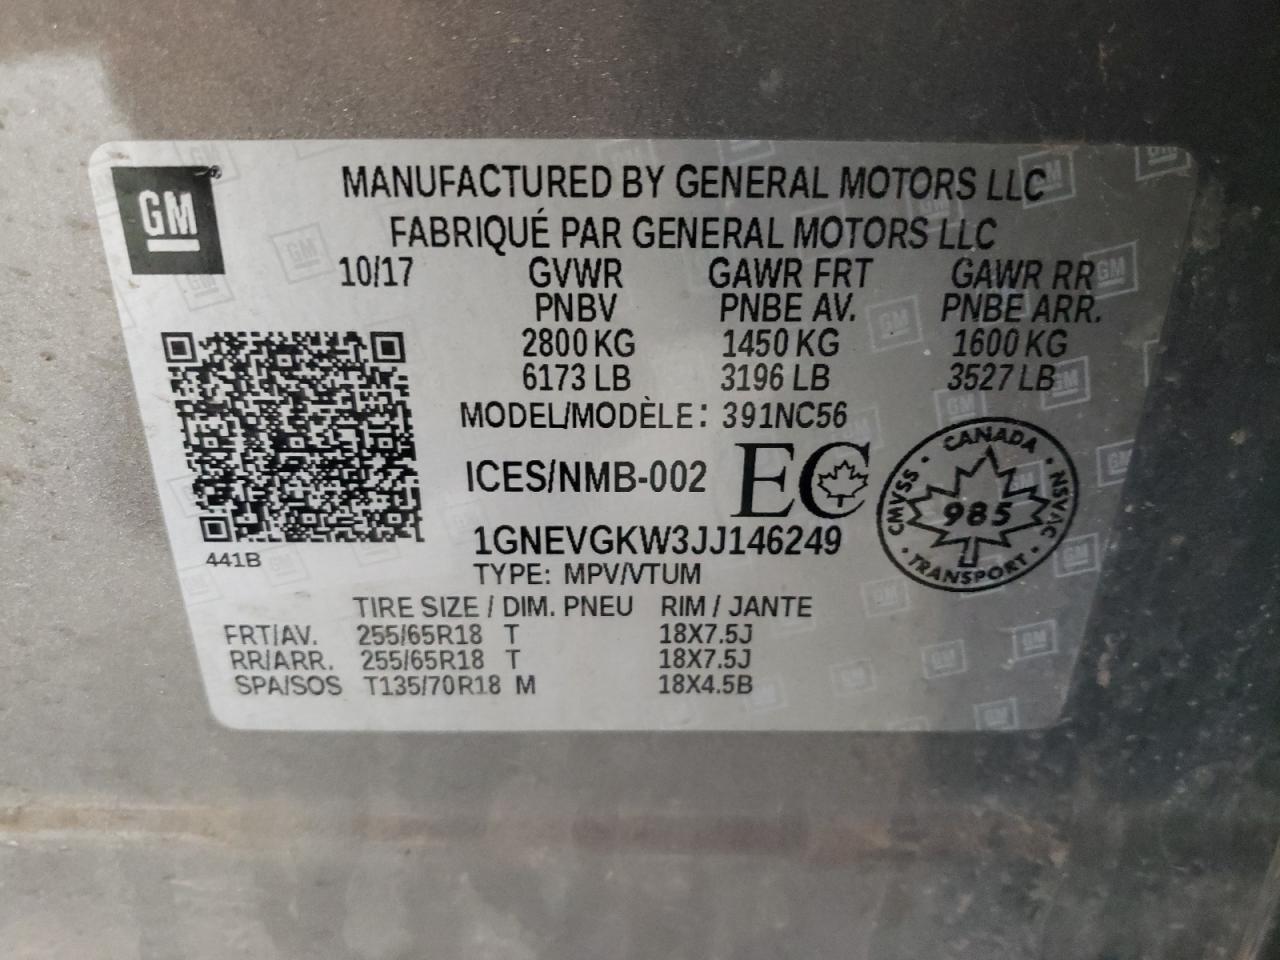 GM
MANUFACTURED BY GENERAL MOTORS LLC
FABRIQUÉ PAR GENERAL MOTORS LLC
10/17 GVWR GAWR FRT GAWR RR
PNBV PNBE AV. PNBE ARR.
2800 KG 1450 KG 1600 KG
6173 LB 3196 LB 3527 LB
MODEL/MODÈLE: 391NC56
ICES/NMB-002 EC
CANADA
CMVSS 985 NSVAC
TRANSPORT
1GNEVGKW3JJ146249
441B
TYPE: MPV/VTUM
TIRE SIZE / DIM. PNEU RIM / JANTE
FRT/AV. 255/65R18 T 18X7.5J
RR/ARR. 255/65R18 T 18X7.5J
SPA/SOS T135/70R18 M 18X4.5B